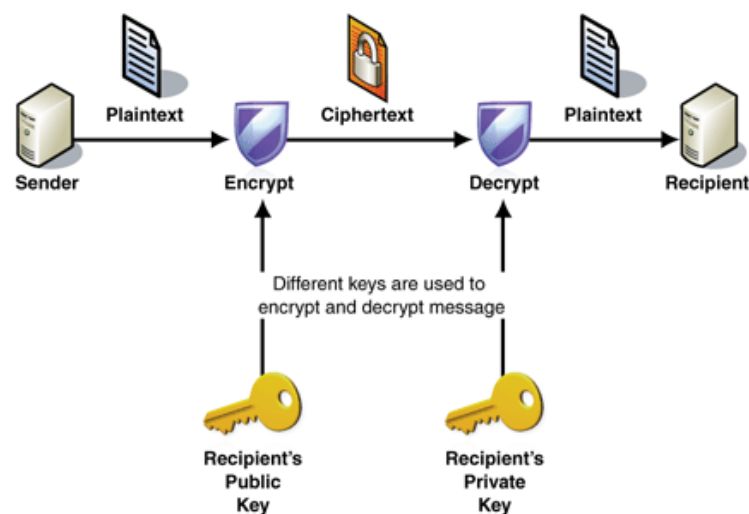 Plaintext
Ciphertext
Plaintext
Sender
Encrypt
Decrypt
Recipient
Different keys are used to
encrypt and decrypt message
Recipient's
Public
Key
Recipient's
Private
Key